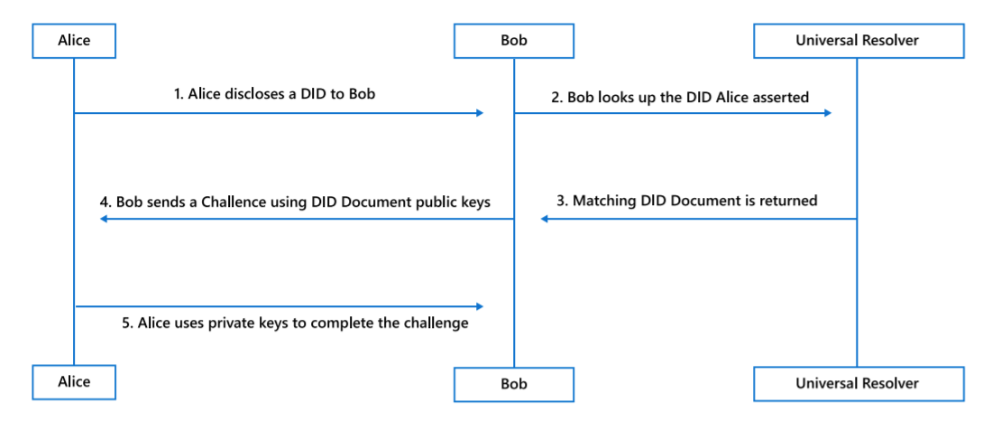 Alice
Bob
Universal Resolver
1. Alice discloses a DID to Bob
2. Bob looks up the DID Alice asserted
4. Bob sends a Challence using DID Document public keys
3. Matching DID Document is returned
5. Alice uses private keys to complete the challenge
Alice
Bob
Universal Resolver